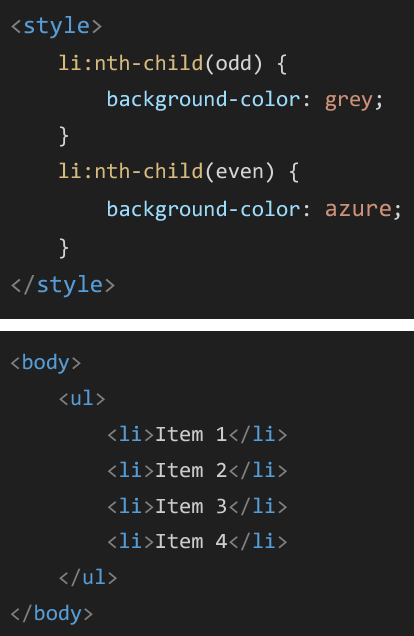 <style>
    li:nth-child(odd) {
        background-color: grey;
    }
    li:nth-child(even) {
        background-color: azure;
    }
</style>
<body>
    <ul>
        <li>Item 1</li>
        <li>Item 2</li>
        <li>Item 3</li>
        <li>Item 4</li>
    </ul>
</body>